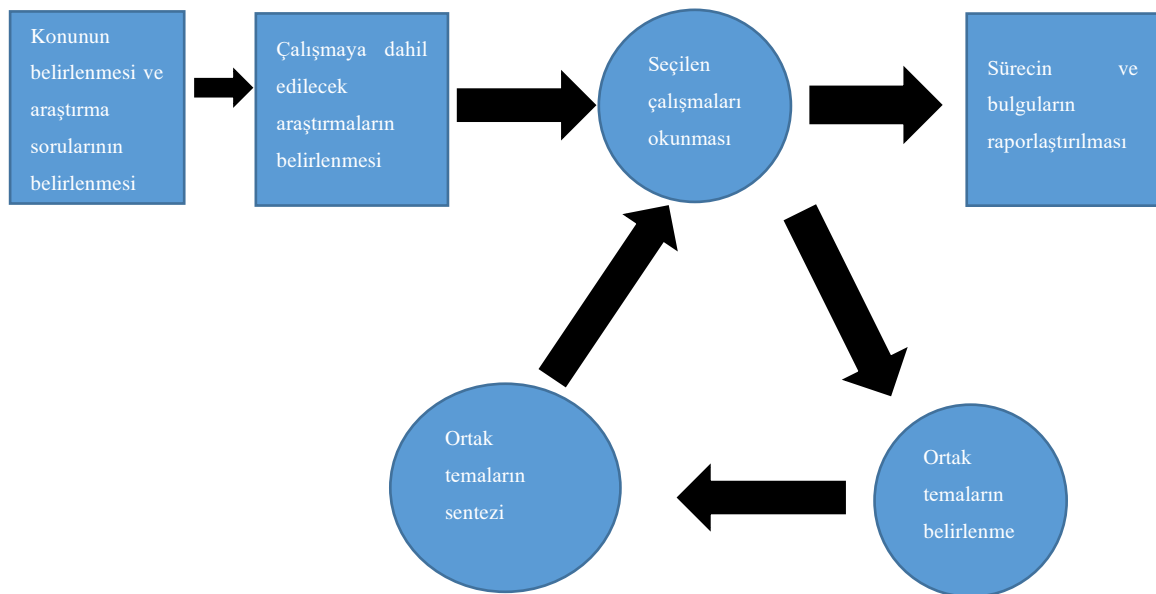 Konunun
belirlenmesi ve
araştırma
sorularının
belirlenmesi
Çalışmaya dahil
edilecek
araştırmaların
belirlenmesi
Seçilen
çalışmaları
okunması
Sürecin ve
bulguların
raporlaştırılması
Ortak
temaların
sentezi
Ortak
temaların
belirlenme